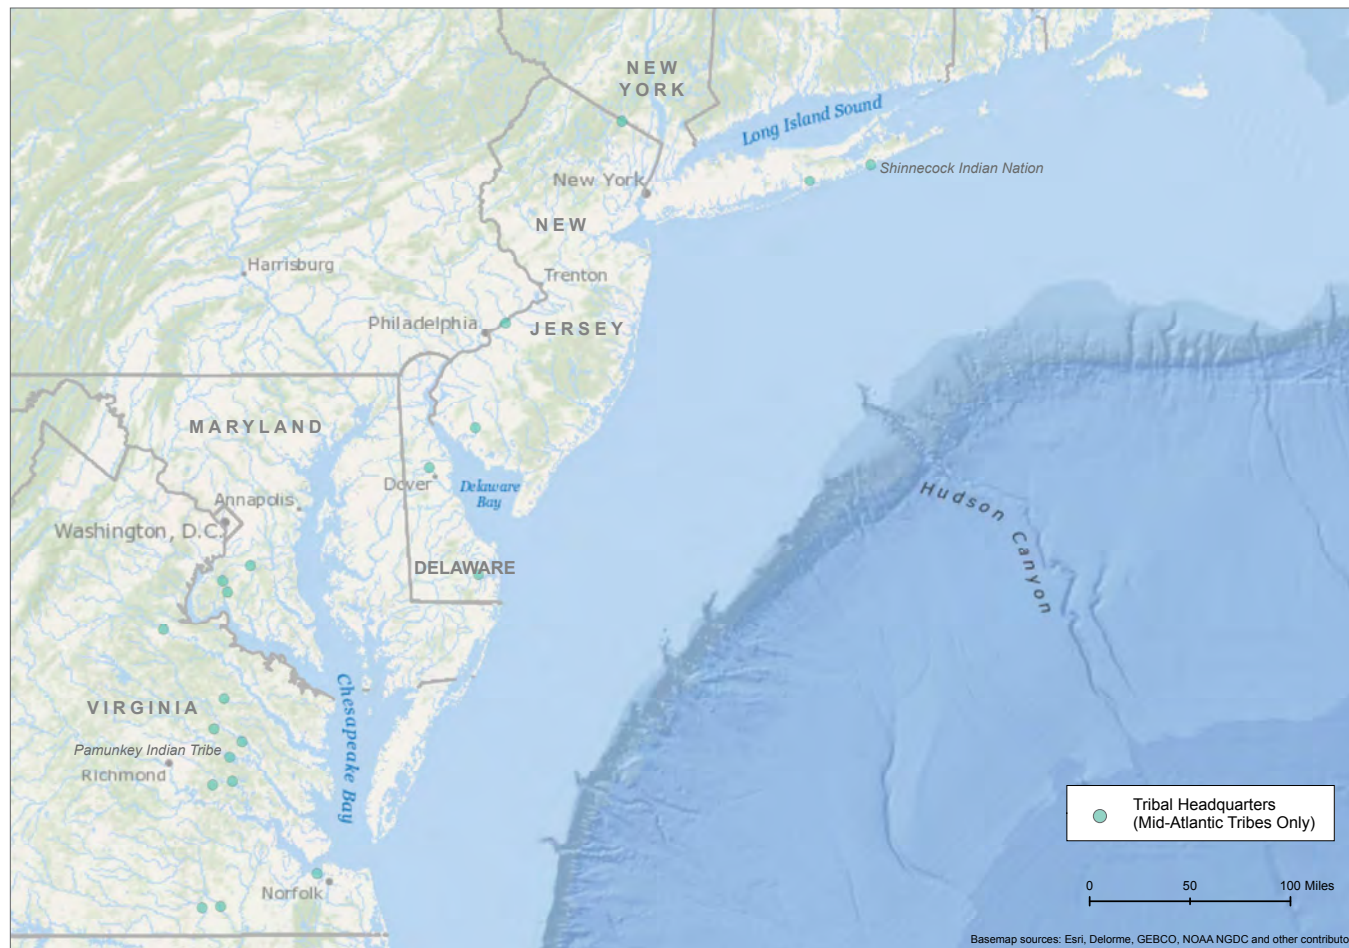 NEW
YORK
Long Island Sound
Shinnecock Indian Nation
New York
NEW
Harrisburg
Trenton
Philadelphia
JERSEY
MARYLAND
Dover
Delaware
Bay
Annapolis
Hudson Canyon
Washington, D.C.
DELAWARE
Chesapeake Bay
VIRGINIA
Pamunkey Indian Tribe
Richmond
Tribal Headquarters
(Mid-Atlantic Tribes Only)
Norfolk
0 50 100 Miles
Basemap sources: Esri, Delorme, GEBCO, NOAA NGDC and other contributo